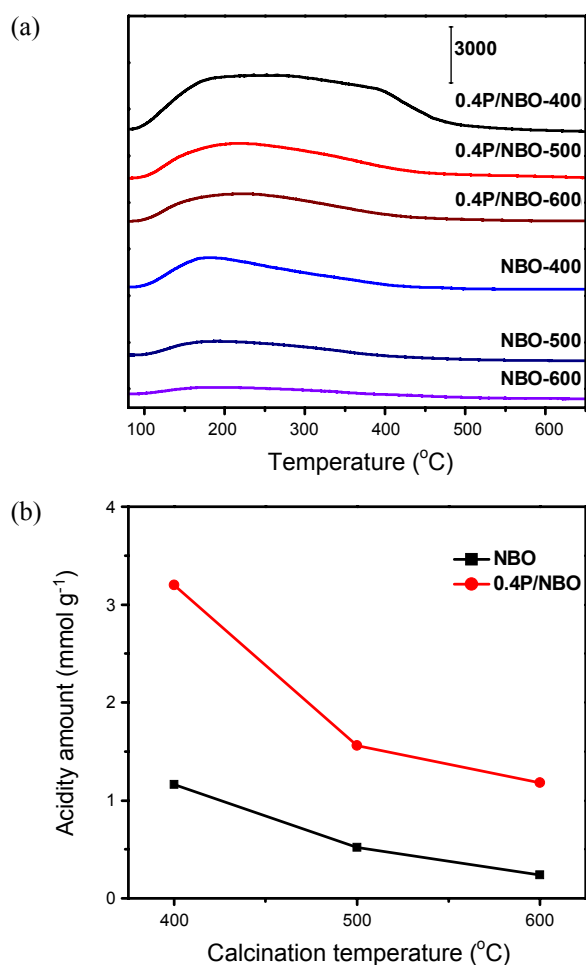 (a)
3000
0.4P/NBO-400
0.4P/NBO-500
0.4P/NBO-600
NBO-400
NBO-500
NBO-600
100 200 300 400 500 600
Temperature (°C)
(b)
4
NBO
0.4P/NBO
3
2
1
0
Acidity amount (mmol g⁻¹)
400 500 600
Calcination temperature (°C)